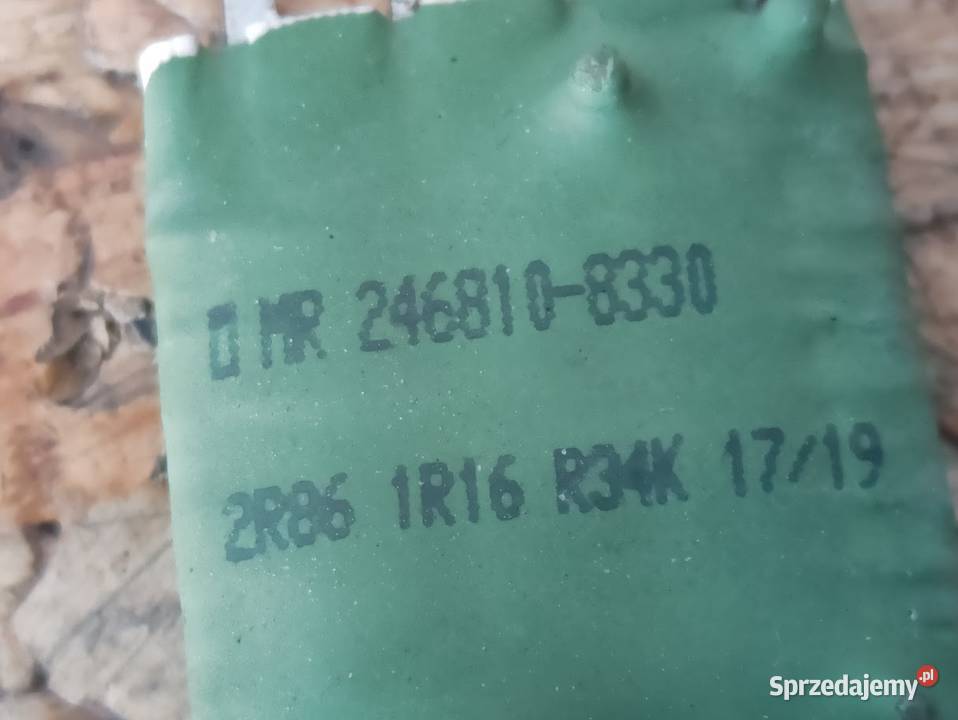 MR 246810-8330
2R86 1R16 R34K 17/19
Sprzedajemy.pl